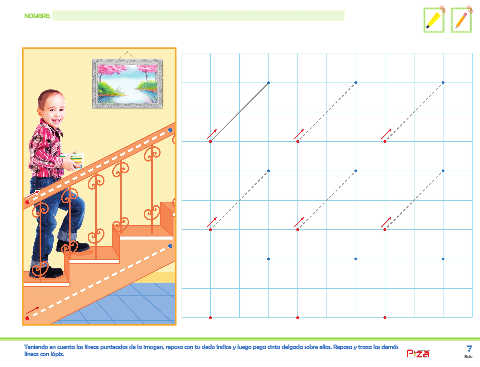 NOMBRE:
Teniendo en cuenta las líneas punteadas de la imagen, repasa con tu dedo índice y luego pega cinta delgada sobre ellas. Repasa y traza las demás
líneas con lápiz.
7